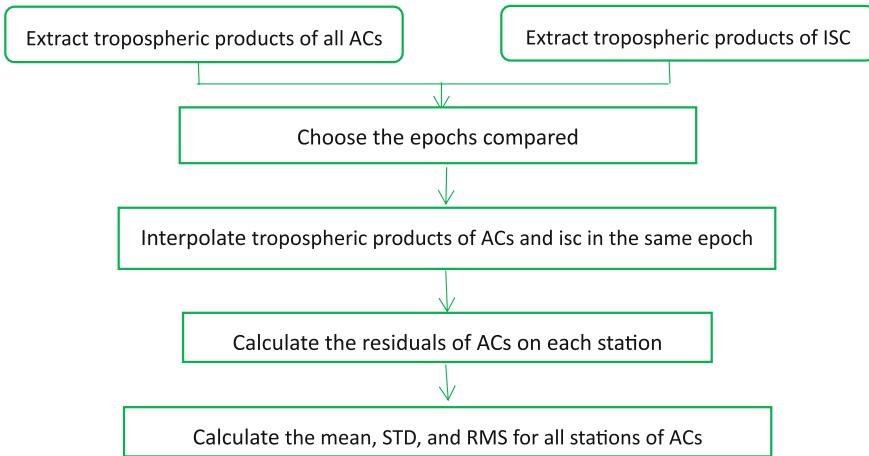 Extract tropospheric products of all ACs
Extract tropospheric products of ISC
Choose the epochs compared
Interpolate tropospheric products of ACs and isc in the same epoch
Calculate the residuals of ACs on each station
Calculate the mean, STD, and RMS for all stations of ACs